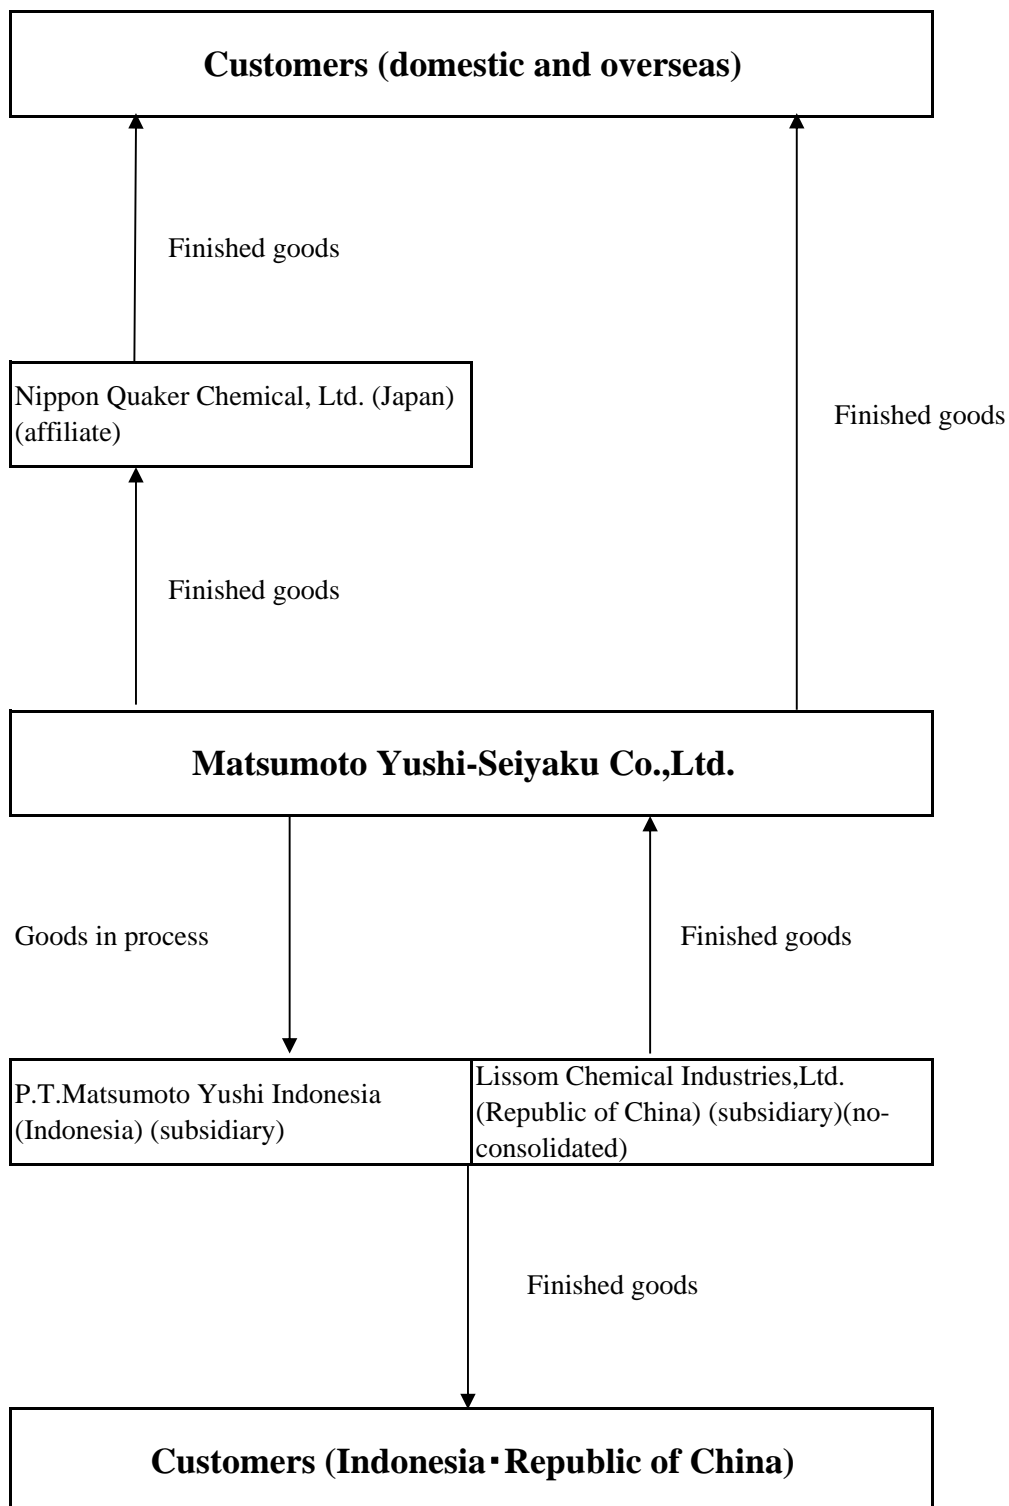 Customers (domestic and overseas)
Finished goods
Nippon Quaker Chemical, Ltd. (Japan)
(affiliate)
Finished goods
Finished goods
Matsumoto Yushi-Seiyaku Co.,Ltd.
Goods in process
Finished goods
P.T.Matsumoto Yushi Indonesia
(Indonesia) (subsidiary)
Lissom Chemical Industries,Ltd.
(Republic of China) (subsidiary)(no-
consolidated)
Finished goods
Customers (Indonesia・Republic of China)